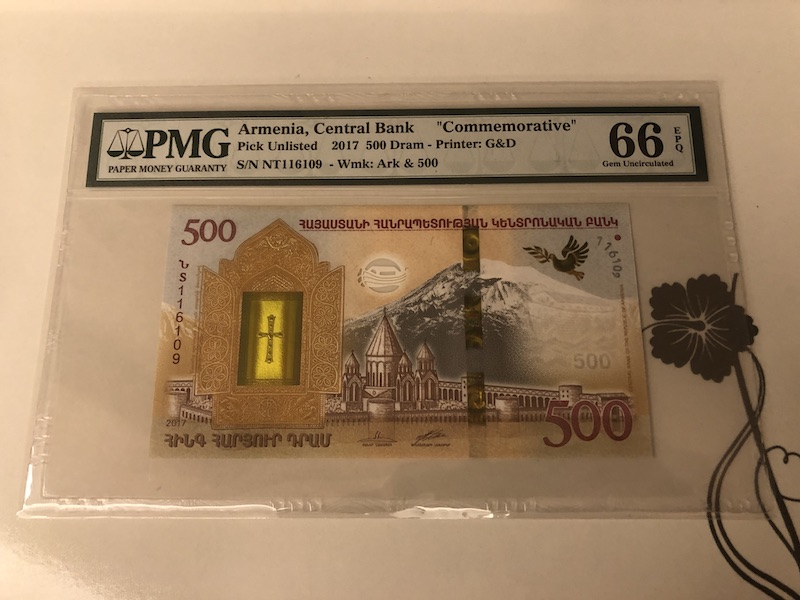 PMG
PAPER MONEY GUARANTY
Armenia, Central Bank "Commemorative"
Pick Unlisted 2017 500 Dram - Printer: G&D
S/N NT116109 - Wmk: Ark & 500
66 EPQ
Gem Uncirculated
500
ՀԱՅԱՍՏԱՆԻ ՀԱՆՐԱՊԵՏՈՒԹՅԱՆ ԿԵՆՏՐՈՆԱԿԱՆ ԲԱՆԿ
116109
500
500
2017
ՀԻՆԳ ՀԱՐՅՈՒՐ ԴՐԱՄ